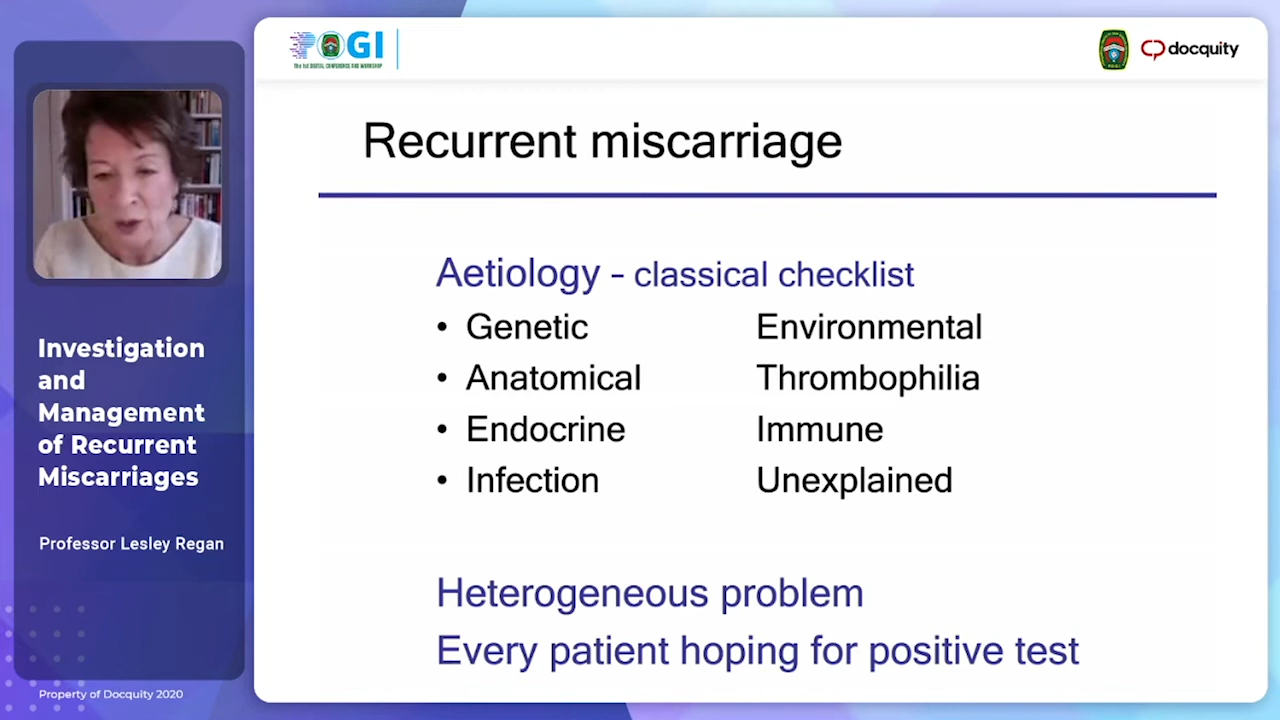 POGI
The 1st DIGITAL CONFERENCE AND WORKSHOP
docquity
Recurrent miscarriage
Aetiology - classical checklist
• Genetic Environmental
• Anatomical Thrombophilia
• Endocrine Immune
• Infection Unexplained
Heterogeneous problem
Every patient hoping for positive test
Investigation
and
Management
of Recurrent
Miscarriages
Professor Lesley Regan
Property of Docquity 2020